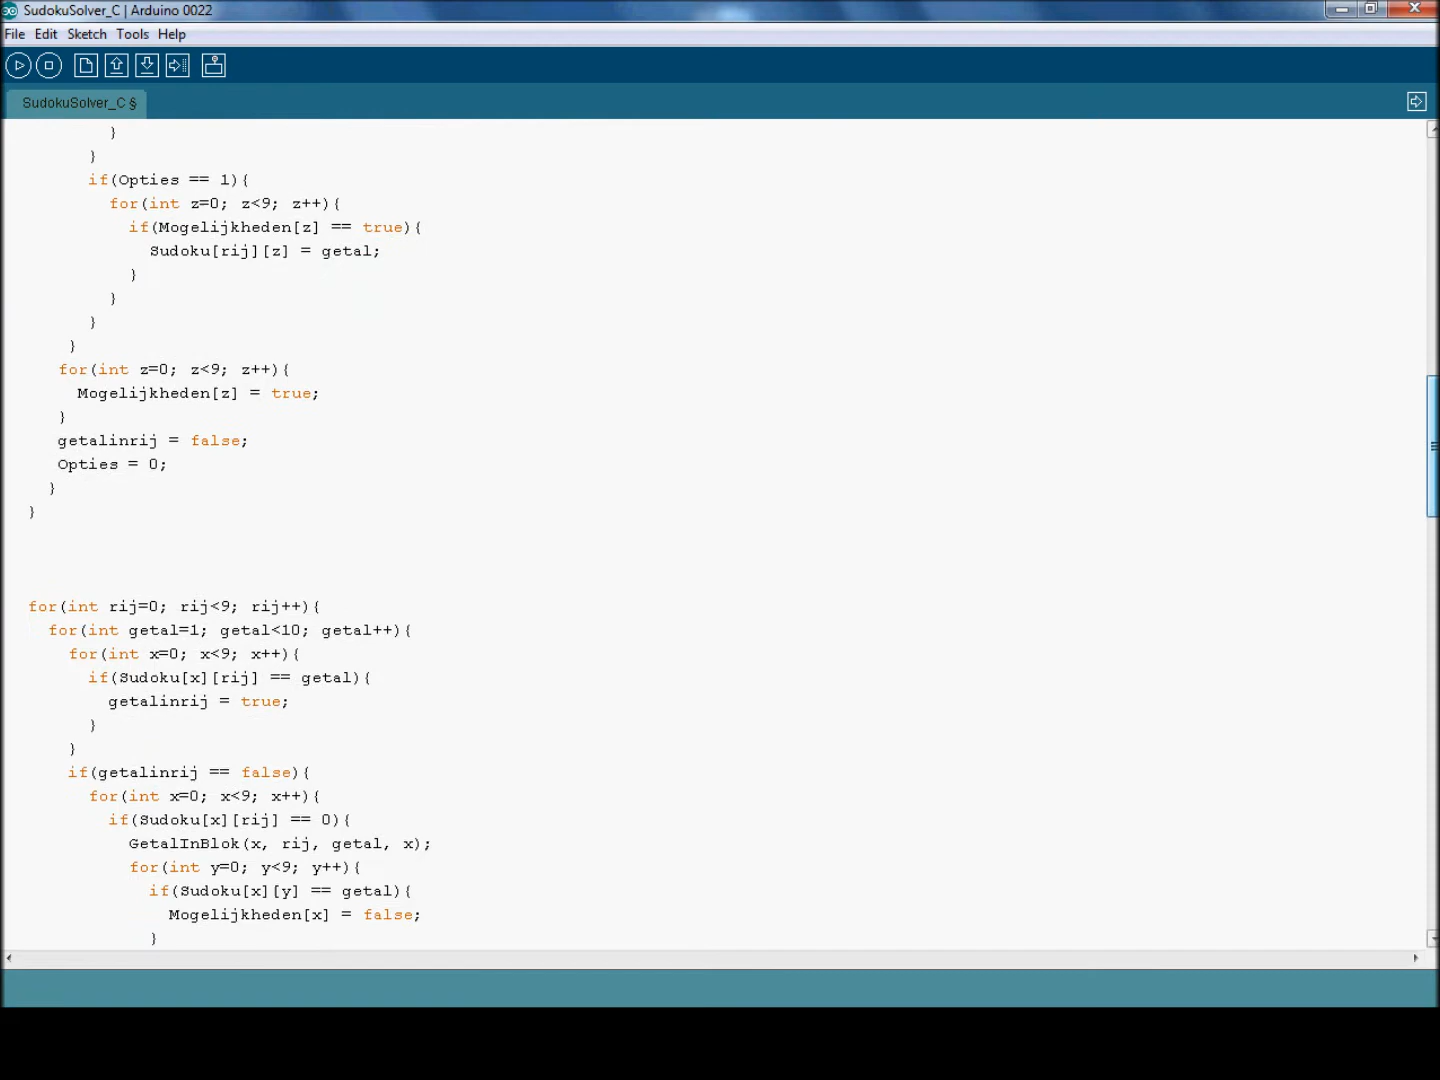 SudokuSolver_C | Arduino 0022
File Edit Sketch Tools Help
SudokuSolver_C §
}
}
if(Opties == 1){
for(int z=0; z<9; z++){
if(Mogelijkheden[z] == true){
Sudoku[rij][z] = getal;
}
}
}
}
for(int z=0; z<9; z++){
Mogelijkheden[z] = true;
}
getalinrij = false;
Opties = 0;
}
}
for(int rij=0; rij<9; rij++){
for(int getal=1; getal<10; getal++){
for(int x=0; x<9; x++){
if(Sudoku[x][rij] == getal){
getalinrij = true;
}
}
if(getalinrij == false){
for(int x=0; x<9; x++){
if(Sudoku[x][rij] == 0){
GetalInBlok(x, rij, getal, x);
for(int y=0; y<9; y++){
if(Sudoku[x][y] == getal){
Mogelijkheden[x] = false;
}